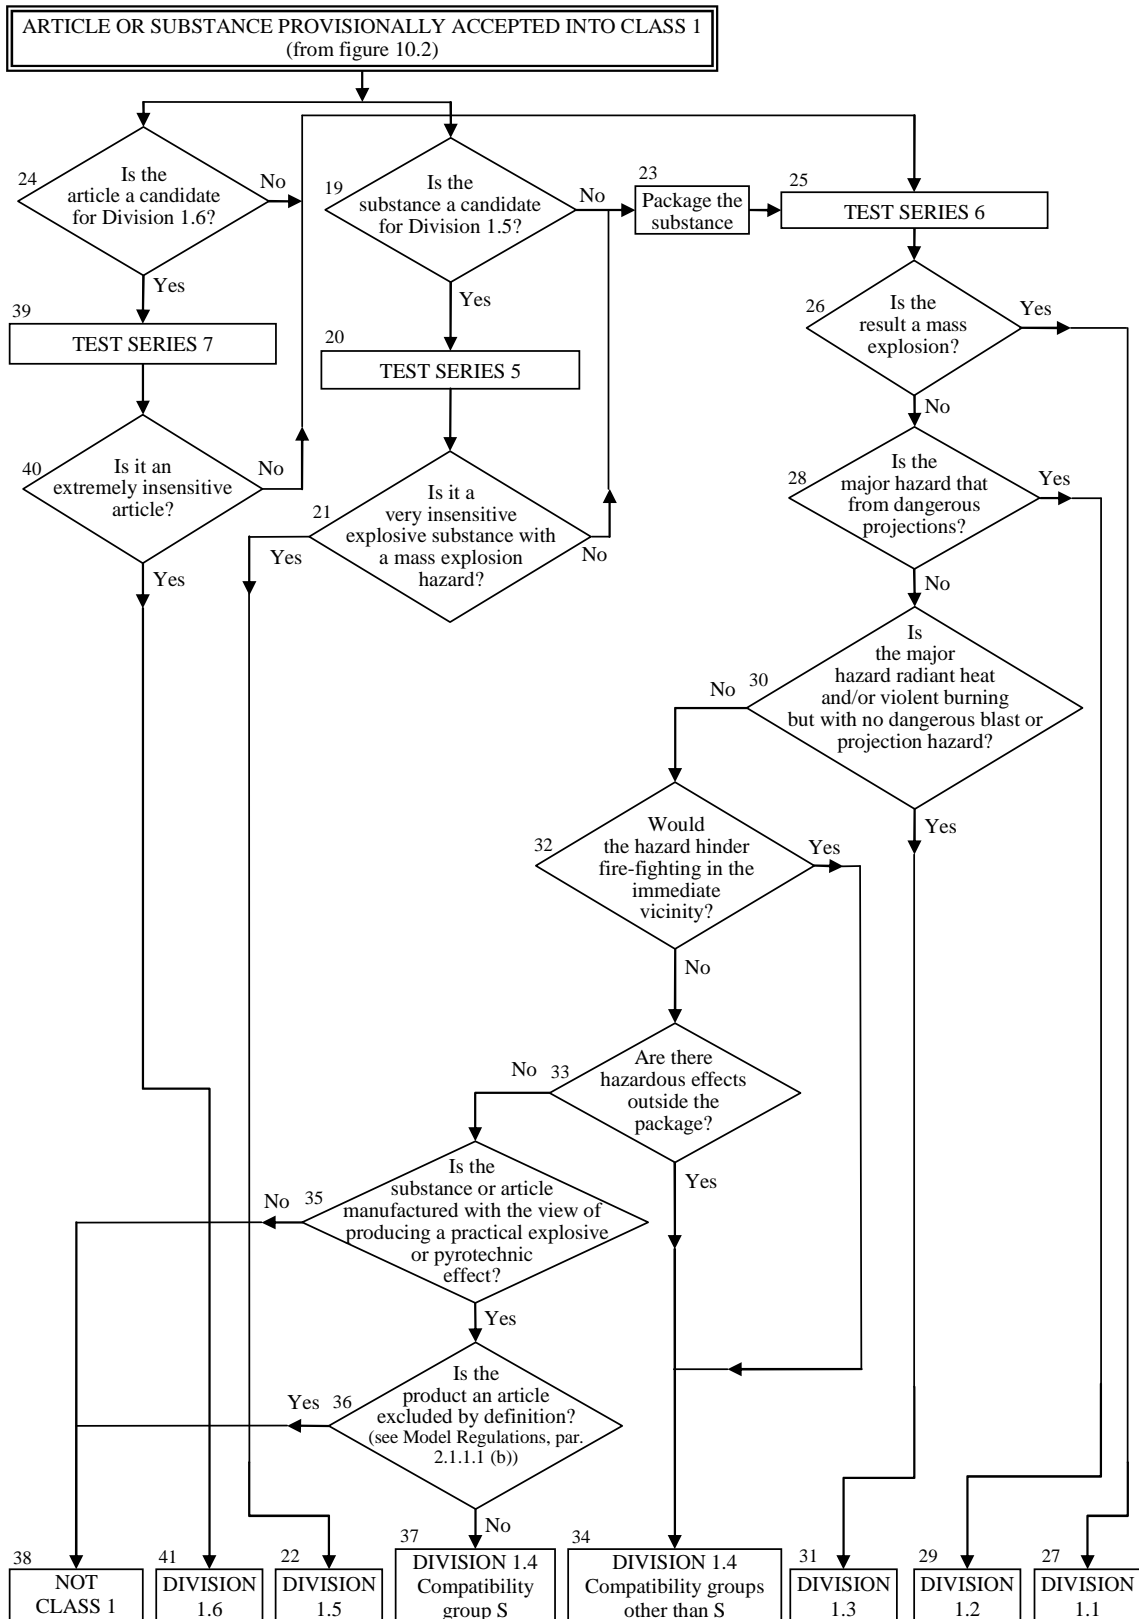 ARTICLE OR SUBSTANCE PROVISIONALLY ACCEPTED INTO CLASS 1
(from figure 10.2)
24
Is the
article a candidate
for Division 1.6?
No
Yes
19
Is the
substance a candidate
for Division 1.5?
No
Yes
23
Package the
substance
25
TEST SERIES 6
26
Is the
result a mass
explosion?
Yes
No
39
TEST SERIES 7
20
TEST SERIES 5
40
Is it an
extremely insensitive
article?
No
Yes
21
Is it a
very insensitive
explosive substance with
a mass explosion
hazard?
Yes
No
28
Is the
major hazard that
from dangerous
projections?
Yes
No
30
Is
the major
hazard radiant heat
and/or violent burning
but with no dangerous blast or
projection hazard?
No
Yes
32
Would
the hazard hinder
fire-fighting in the
immediate
vicinity?
Yes
No
33
Are there
hazardous effects
outside the
package?
No
Yes
35
Is the
substance or article
manufactured with the view of
producing a practical explosive
or pyrotechnic
effect?
No
Yes
36
Is the
product an article
excluded by definition?
(see Model Regulations, par.
2.1.1.1 (b))
Yes
No
38
NOT
CLASS 1
41
DIVISION
1.6
22
DIVISION
1.5
37
DIVISION 1.4
Compatibility
group S
34
DIVISION 1.4
Compatibility groups
other than S
31
DIVISION
1.3
29
DIVISION
1.2
27
DIVISION
1.1